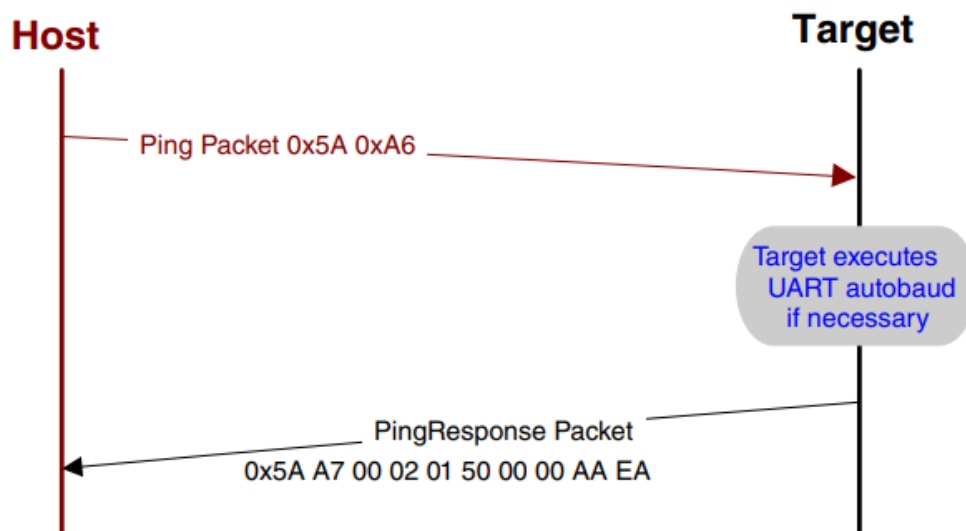 Host
Target
Ping Packet 0x5A 0xA6
Target executes
UART autobaud
if necessary
PingResponse Packet
0x5A A7 00 02 01 50 00 00 AA EA